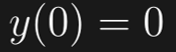 y(0) = 0